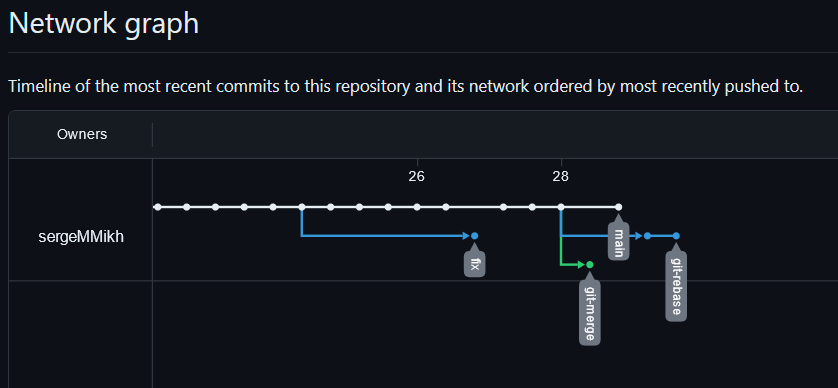 Network graph
Timeline of the most recent commits to this repository and its network ordered by most recently pushed to.
Owners
26 28
sergeMMikh
main
fix
git-rebase
git-merge